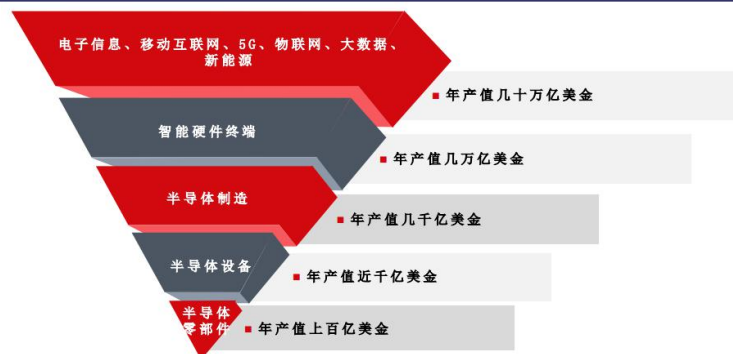 电子信息、移动互联网、5G、物联网、大数据、
新能源
■ 年产值几十万亿美金
智能硬件终端
■ 年产值几万亿美金
半导体制造
■ 年产值几千亿美金
半导体设备
■ 年产值近千亿美金
半导体
零部件
■ 年产值上百亿美金